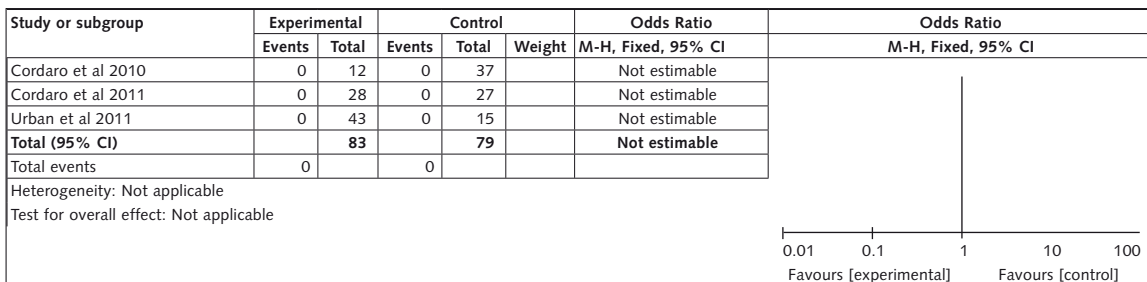 Study or subgroup Experimental Control Odds Ratio Odds Ratio
Events Total Events Total Weight M-H, Fixed, 95% CI M-H, Fixed, 95% CI
Cordaro et al 2010 0 12 0 37 Not estimable
Cordaro et al 2011 0 28 0 27 Not estimable
Urban et al 2011 0 43 0 15 Not estimable
Total (95% CI) 83 79 Not estimable
Total events 0 0
Heterogeneity: Not applicable
Test for overall effect: Not applicable
0.01 0.1 1 10 100
Favours [experimental] Favours [control]